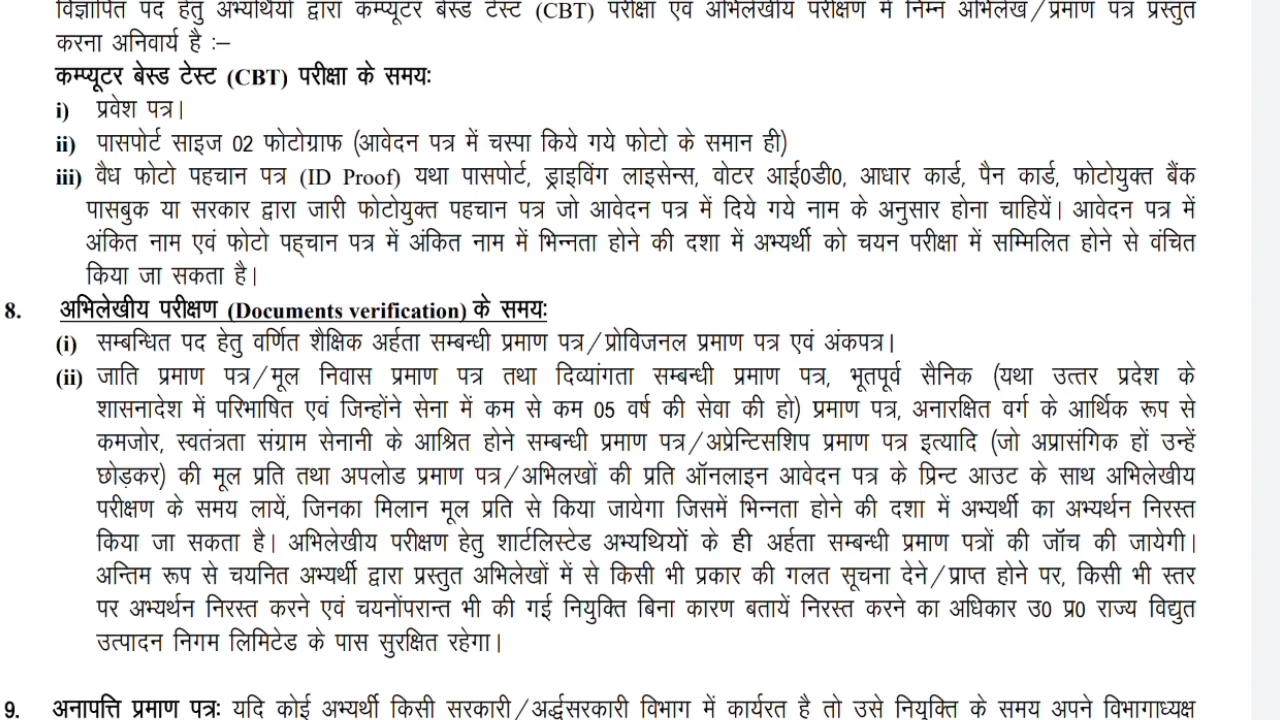 विज्ञापित पद हेतु अभ्यर्थियों द्वारा कम्प्यूटर बेस्ड टेस्ट (CBT) परीक्षा एवं अभिलेखीय परीक्षण में निम्न अभिलेख/प्रमाण पत्र प्रस्तुत
करना अनिवार्य है :–
कम्प्यूटर बेस्ड टेस्ट (CBT) परीक्षा के समयः
i) प्रवेश पत्र।
ii) पासपोर्ट साइज 02 फोटोग्राफ (आवेदन पत्र में चस्पा किये गये फोटो के समान ही)
iii) वैध फोटो पहचान पत्र (ID Proof) यथा पासपोर्ट, ड्राइविंग लाइसेन्स, वोटर आई0डी0, आधार कार्ड, पैन कार्ड, फोटोयुक्त बैंक
पासबुक या सरकार द्वारा जारी फोटोयुक्त पहचान पत्र जो आवेदन पत्र में दिये गये नाम के अनुसार होना चाहियें। आवेदन पत्र में
अंकित नाम एवं फोटो पह्चान पत्र में अंकित नाम में भिन्नता होने की दशा में अभ्यर्थी को चयन परीक्षा में सम्मिलित होने से वंचित
किया जा सकता है।
8. अभिलेखीय परीक्षण (Documents verification) के समयः
(i) सम्बन्धित पद हेतु वर्णित शैक्षिक अर्हता सम्बन्धी प्रमाण पत्र/प्रोविजनल प्रमाण पत्र एवं अंकपत्र।
(ii) जाति प्रमाण पत्र/मूल निवास प्रमाण पत्र तथा दिव्यांगता सम्बन्धी प्रमाण पत्र, भूतपूर्व सैनिक (यथा उत्तर प्रदेश के
शासनादेश में परिभाषित एवं जिन्होंने सेना में कम से कम 05 वर्ष की सेवा की हो) प्रमाण पत्र, अनारक्षित वर्ग के आर्थिक रूप से
कमजोर, स्वतंत्रता संग्राम सेनानी के आश्रित होने सम्बन्धी प्रमाण पत्र/अप्रेन्टिसशिप प्रमाण पत्र इत्यादि (जो अप्रासंगिक हों उन्हें
छोड़कर) की मूल प्रति तथा अपलोड प्रमाण पत्र/अभिलखों की प्रति ऑनलाइन आवेदन पत्र के प्रिन्ट आउट के साथ अभिलेखीय
परीक्षण के समय लायें, जिनका मिलान मूल प्रति से किया जायेगा जिसमें भिन्नता होने की दशा में अभ्यर्थी का अभ्यर्थन निरस्त
किया जा सकता है। अभिलेखीय परीक्षण हेतु शार्टलिस्टेड अभ्यथियों के ही अर्हता सम्बन्धी प्रमाण पत्रों की जॉच की जायेगी।
अन्तिम रूप से चयनित अभ्यर्थी द्वारा प्रस्तुत अभिलेखों में से किसी भी प्रकार की गलत सूचना देने/प्राप्त होने पर, किसी भी स्तर
पर अभ्यर्थन निरस्त करने एवं चयनोंपरान्त भी की गई नियुक्ति बिना कारण बतायें निरस्त करने का अधिकार उ0 प्र0 राज्य विद्युत
उत्पादन निगम लिमिटेड के पास सुरक्षित रहेगा।
9. अनापत्ति प्रमाण पत्रः यदि कोई अभ्यर्थी किसी सरकारी/अर्द्धसरकारी विभाग में कार्यरत है तो उसे नियुक्ति के समय अपने विभागाध्यक्ष